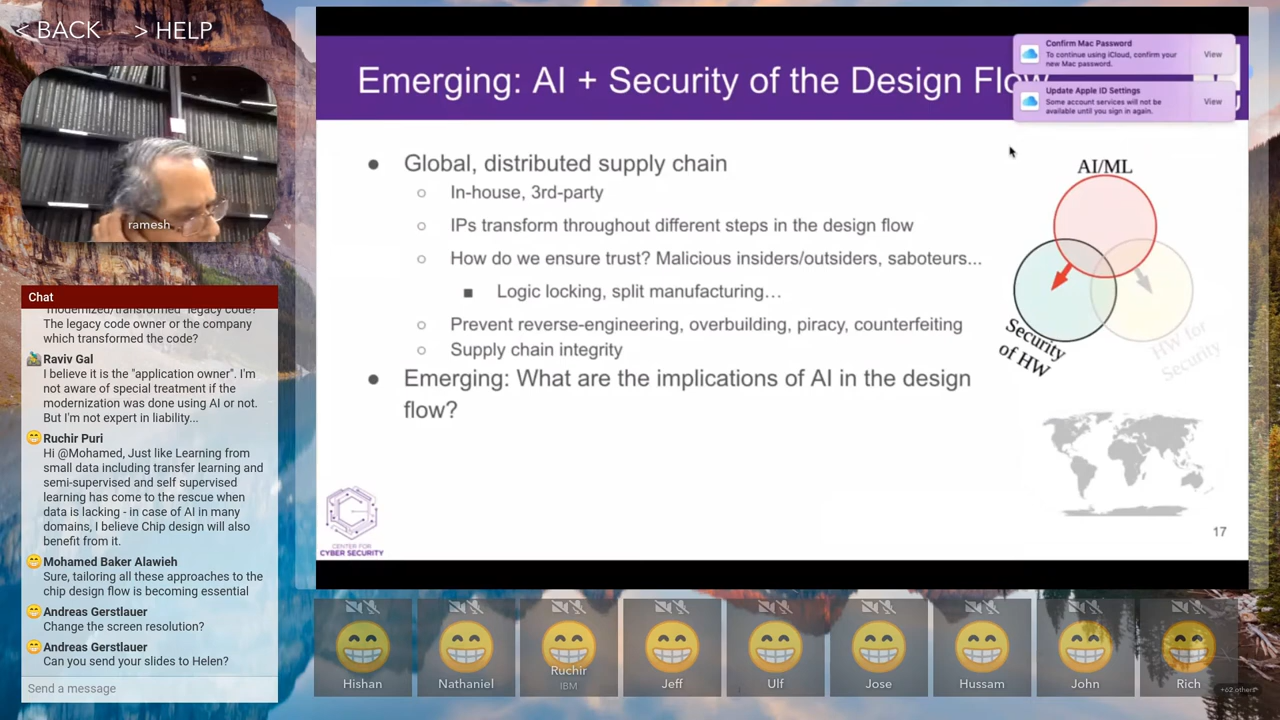 < BACK
> HELP
ramesh
Chat
modernized/transformed "legacy code?
The legacy code owner or the company
which transformed the code?
Raviv Gal
I believe it is the "application owner". I'm
not aware of special treatment if the
modernization was done using AI or not.
But I'm not expert in liability...
Ruchir Puri
Hi @Mohamed, Just like Learning from
small data including transfer learning and
semi-supervised and self supervised
learning has come to the rescue when
data is lacking - in case of AI in many
domains, I believe Chip design will also
benefit from it.
Mohamed Baker Alawieh
Sure, tailoring all these approaches to the
chip design flow is becoming essential
Andreas Gerstlauer
Change the screen resolution?
Andreas Gerstlauer
Can you send your slides to Helen?
Send a message
Emerging: AI + Security of the Design Flow
Confirm Mac Password
To continue using iCloud, confirm your
new Mac password.
View
Update Apple ID Settings
Some account services will not be
available until you sign in again.
View
● Global, distributed supply chain
○ In-house, 3rd-party
○ IPs transform throughout different steps in the design flow
○ How do we ensure trust? Malicious insiders/outsiders, saboteurs...
■ Logic locking, split manufacturing…
○ Prevent reverse-engineering, overbuilding, piracy, counterfeiting
○ Supply chain integrity
● Emerging: What are the implications of AI in the design
flow?
AI/ML
Security
of HW
HW for
Security
CENTER FOR
CYBER SECURITY
17
Hishan
Nathaniel
Ruchir
IBM
Jeff
Ulf
Jose
Hussam
John
Rich
+62 others